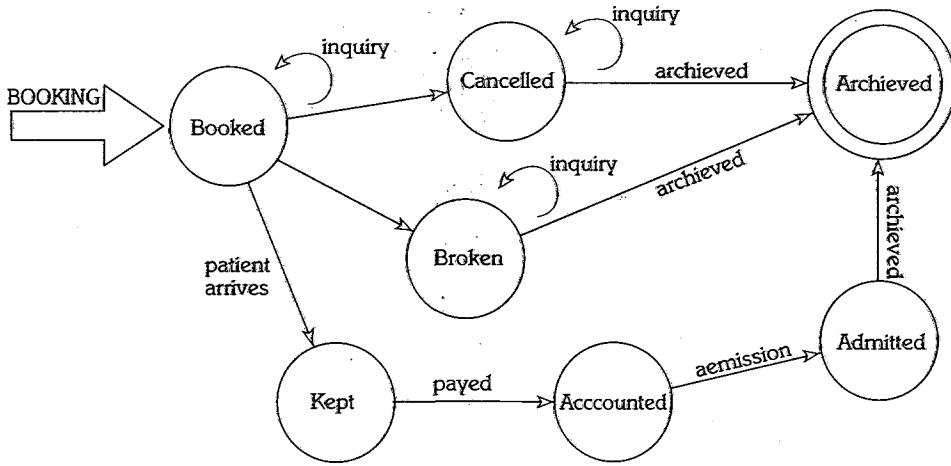 inquiry
inquiry
BOOKING
Booked
Cancelled
archieved
Archieved
inquiry
archieved
Broken
archieved
patient
arrives
Kept
payed
Acccounted
aemission
Admitted